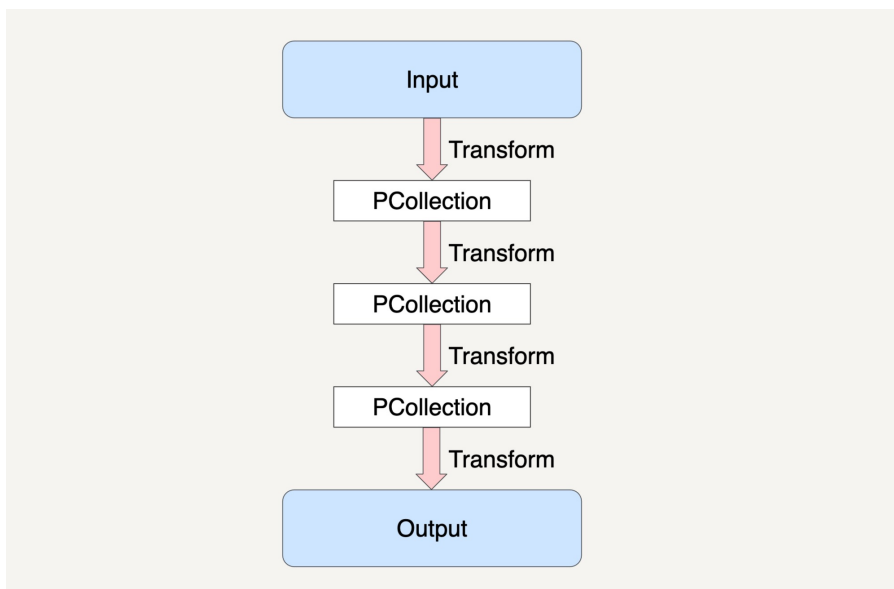 Input
Transform
PCollection
Transform
PCollection
Transform
PCollection
Transform
Output